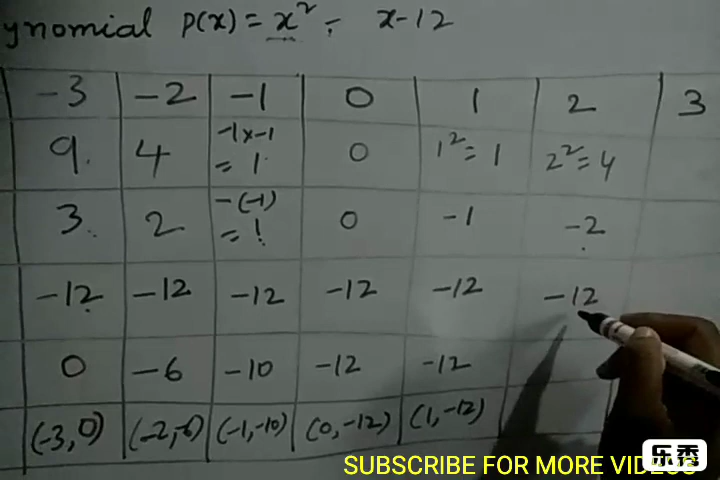 ynomial P(x) = x² - x-12
-3 -2 -1 0 1 2 3
9. 4 -1x-1 = 1 0 1² = 1 2² = 4
3. 2 -(-1) = 1 0 -1 -2
-12 -12 -12 -12 -12 -12
0 -6 -10 -12 -12
(-3,0) (-2,-6) (-1,-10) (0,-12) (1,-12)
SUBSCRIBE FOR MORE VIDEOS
乐秀